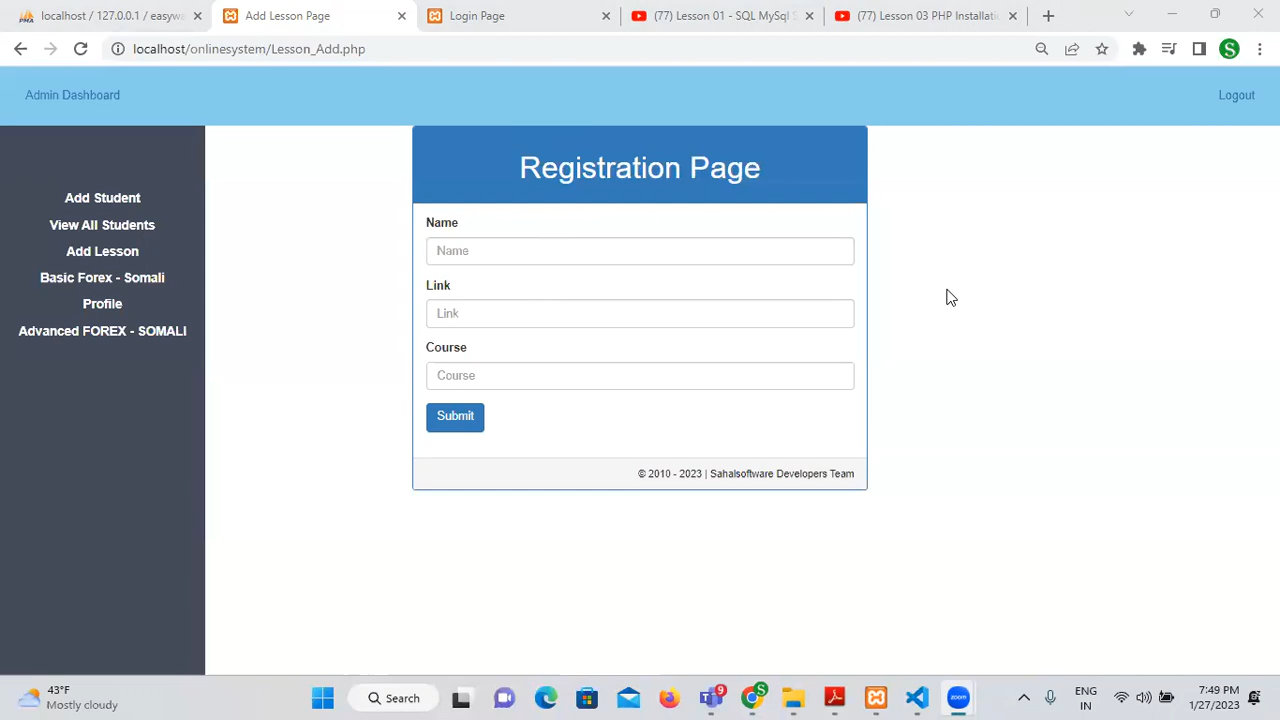 localhost / 127.0.0.1 / easywa
Add Lesson Page
Login Page
(77) Lesson 01 - SQL MySql
(77) Lesson 03 PHP Installati
localhost/onlinesystem/Lesson_Add.php
S
Admin Dashboard
Logout
Add Student
View All Students
Add Lesson
Basic Forex - Somali
Profile
Advanced FOREX - SOMALI
Registration Page
Name
Name
Link
Link
Course
Course
Submit
© 2010 - 2023 | Sahalsoftware Developers Team
43°F
Mostly cloudy
Search
9
S
zoom
ENG
IN
7:49 PM
1/27/2023